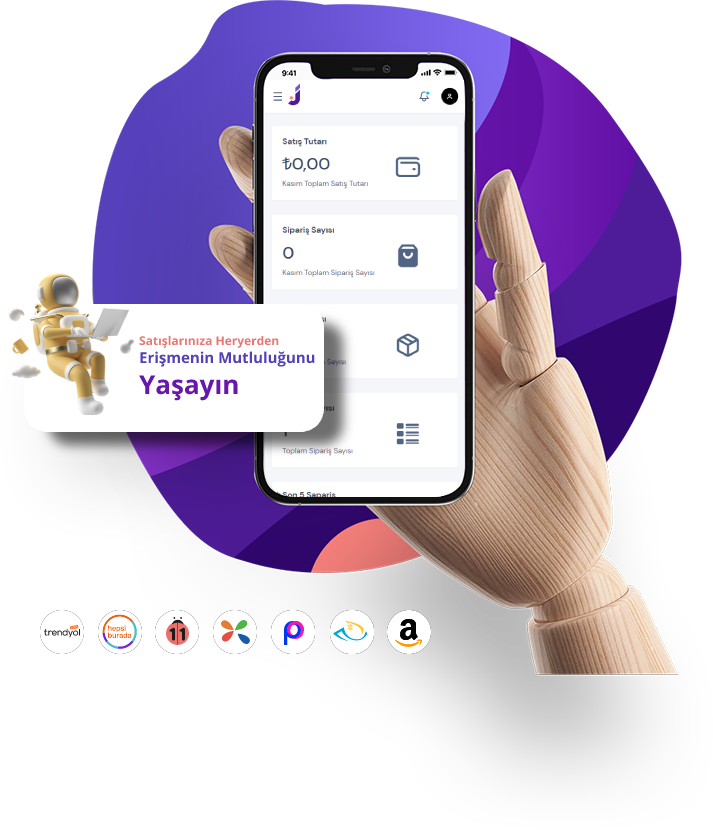 9:41
Satış Tutarı
₺0,00
Kasım Toplam Satış Tutarı
Sipariş Sayısı
0
Kasım Toplam Sipariş Sayısı
Satışlarınıza Heryerden
Erişmenin Mutluluğunu
Yaşayın
Toplam Sipariş Sayısı
Son 5 Sapariş
trendyol
hepsi
burada
11
p
a